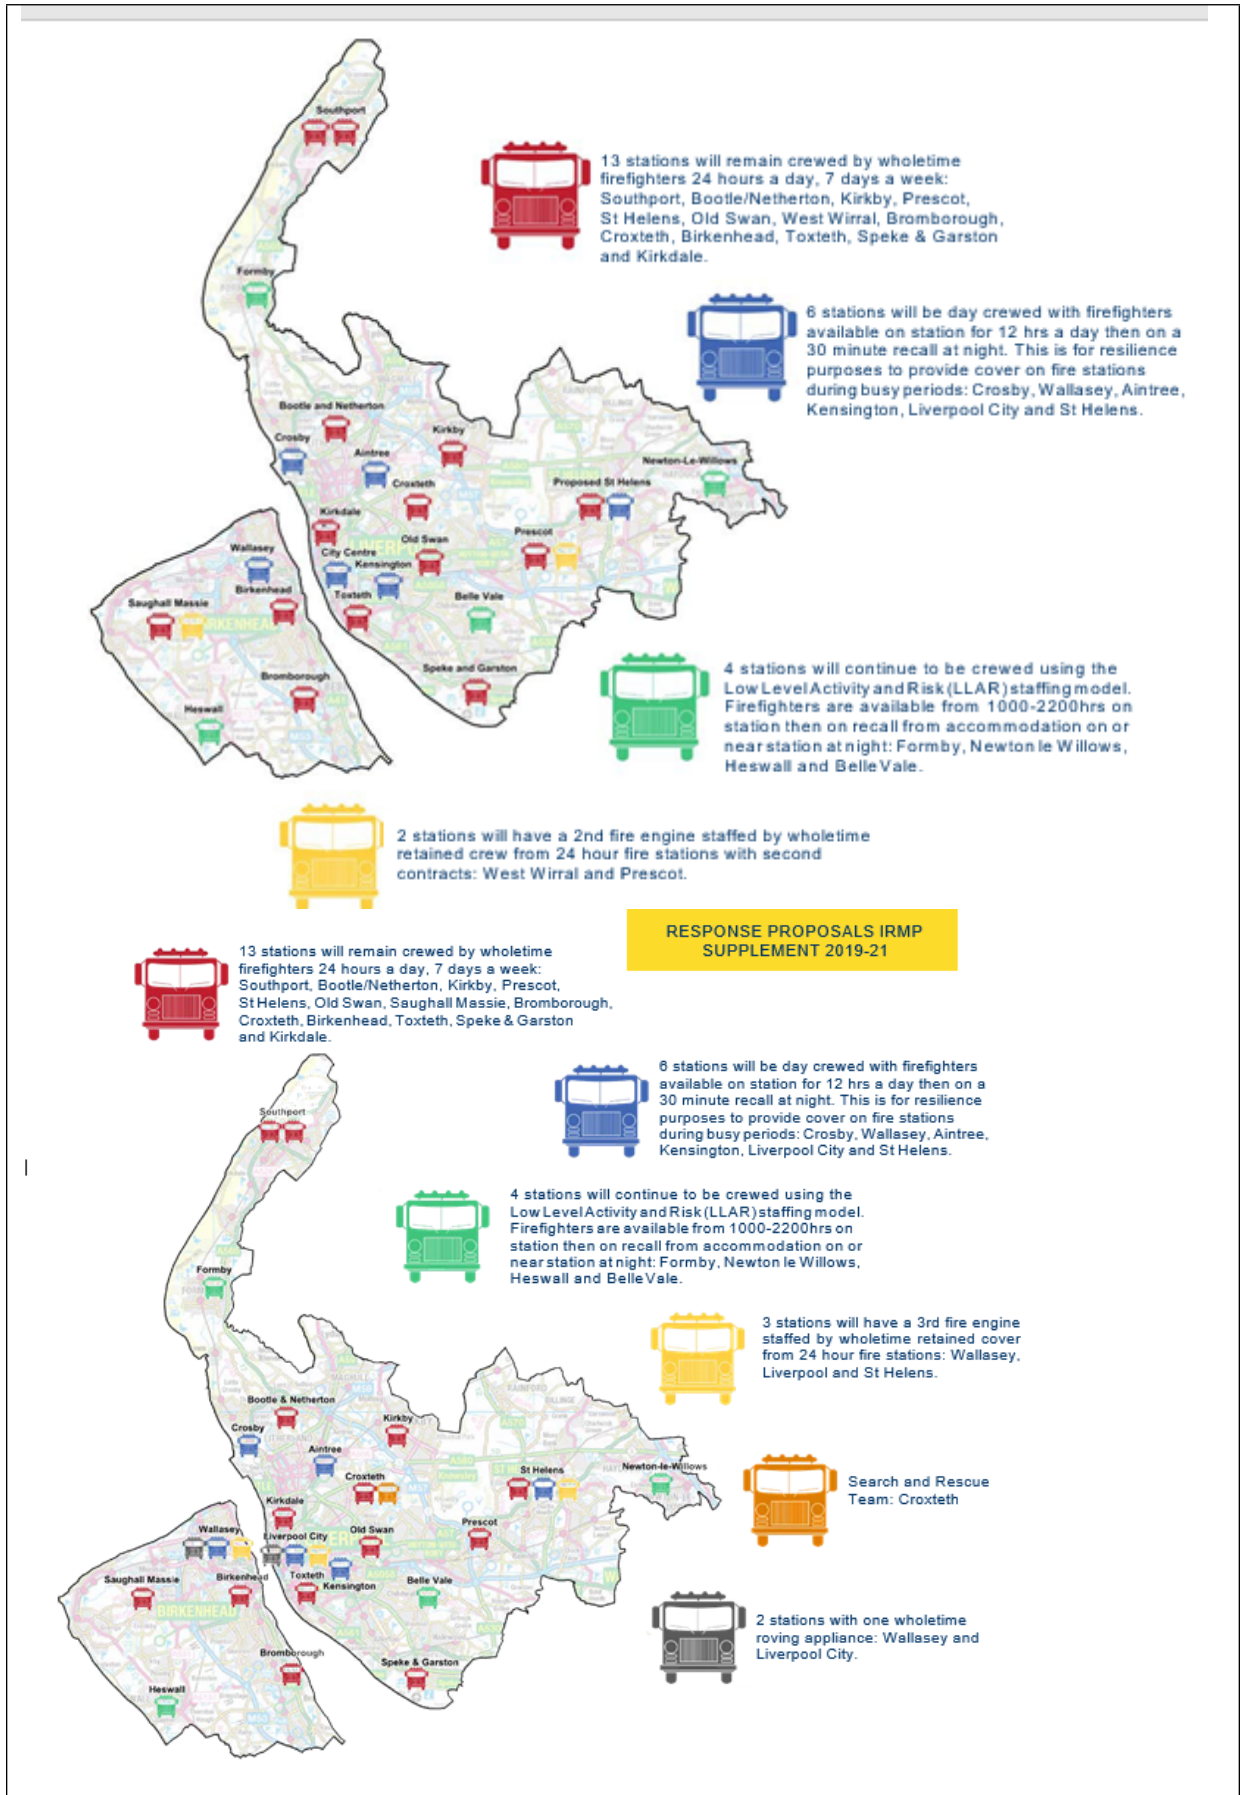 Southport
13 stations will remain crewed by wholetime
firefighters 24 hours a day, 7 days a week:
Southport, Bootle/Netherton, Kirkby, Prescot,
St Helens, Old Swan, West Wirral, Bromborough,
Croxteth, Birkenhead, Toxteth, Speke & Garston
and Kirkdale.
Formby
6 stations will be day crewed with firefighters
available on station for 12 hrs a day then on a
30 minute recall at night. This is for resilience
purposes to provide cover on fire stations
during busy periods: Crosby, Wallasey, Aintree,
Kensington, Liverpool City and St Helens.
Bootle and Netherton
Crosby
Kirkby
Aintree
Newton-Le-Willows
Croxteth
Proposed St Helens
Kirkdale
Prescot
Old Swan
Wallasey
City Centre
Kensington
Birkenhead
Toxteth
Belle Vale
Saughall Massie
Speke and Garston
Bromborough
Heswall
4 stations will continue to be crewed using the
Low Level Activity and Risk (LLAR) staffing model.
Firefighters are available from 1000-2200hrs on
station then on recall from accommodation on or
near station at night: Formby, Newton le Willows,
Heswall and Belle Vale.
2 stations will have a 2nd fire engine staffed by wholetime
retained crew from 24 hour fire stations with second
contracts: West Wirral and Prescot.
RESPONSE PROPOSALS IRMP
SUPPLEMENT 2019-21
13 stations will remain crewed by wholetime
firefighters 24 hours a day, 7 days a week:
Southport, Bootle/Netherton, Kirkby, Prescot,
St Helens, Old Swan, Saughall Massie, Bromborough,
Croxteth, Birkenhead, Toxteth, Speke & Garston
and Kirkdale.
6 stations will be day crewed with firefighters
available on station for 12 hrs a day then on a
30 minute recall at night. This is for resilience
purposes to provide cover on fire stations
during busy periods: Crosby, Wallasey, Aintree,
Kensington, Liverpool City and St Helens.
Southport
4 stations will continue to be crewed using the
Low Level Activity and Risk (LLAR) staffing model.
Firefighters are available from 1000-2200hrs on
station then on recall from accommodation on or
near station at night: Formby, Newton le Willows,
Heswall and Belle Vale.
Formby
3 stations will have a 3rd fire engine
staffed by wholetime retained cover
from 24 hour fire stations: Wallasey,
Liverpool and St Helens.
Bootle & Netherton
Crosby
Kirkby
Aintree
Croxteth
St Helens
Newton-le-Willows
Search and Rescue
Team: Croxteth
Kirkdale
Prescot
Wallasey
Liverpool City
Old Swan
Saughall Massie
Birkenhead
Toxteth
Kensington
Belle Vale
2 stations with one wholetime
roving appliance: Wallasey and
Liverpool City.
Bromborough
Speke & Garston
Heswall